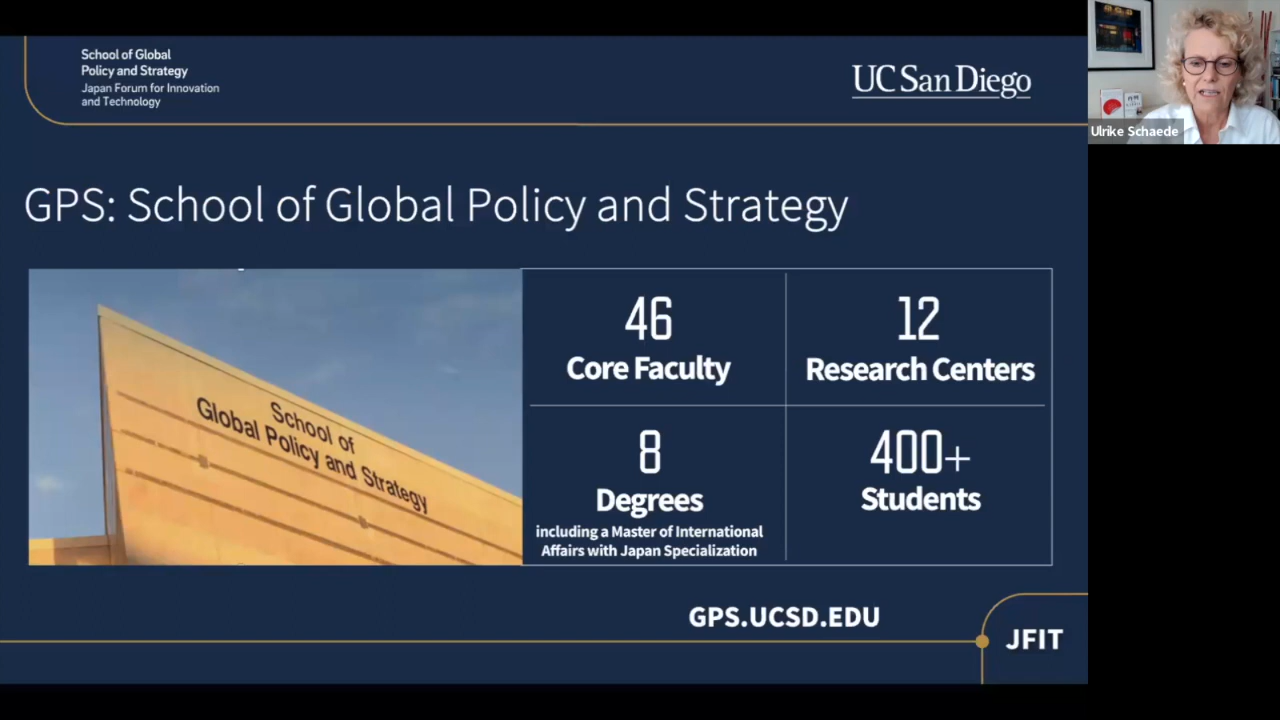 School of Global
Policy and Strategy
Japan Forum for Innovation
and Technology
UC San Diego
Ulrike Schaede
GPS: School of Global Policy and Strategy
School of
Global Policy and Strategy
46
Core Faculty
12
Research Centers
8
Degrees
including a Master of International
Affairs with Japan Specialization
400+
Students
GPS.UCSD.EDU
JFIT